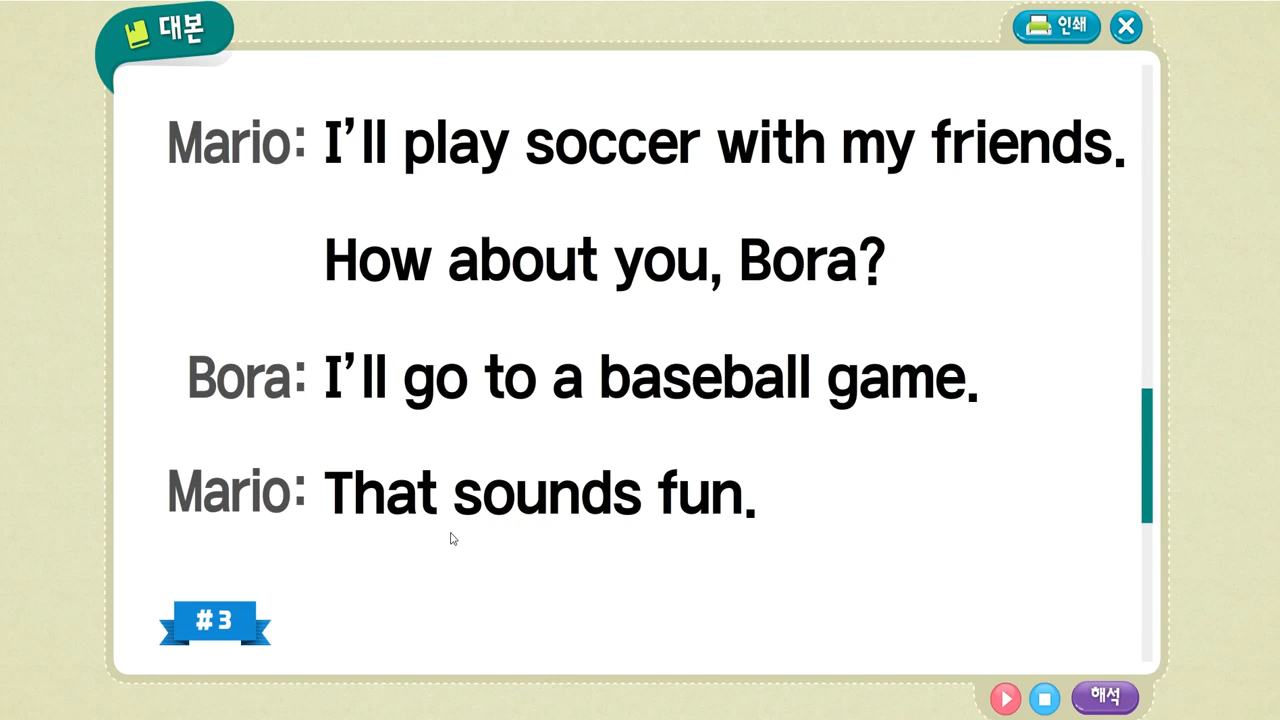 대본
인쇄
Mario: I'll play soccer with my friends.
How about you, Bora?
Bora: I'll go to a baseball game.
Mario: That sounds fun.
#3
해석